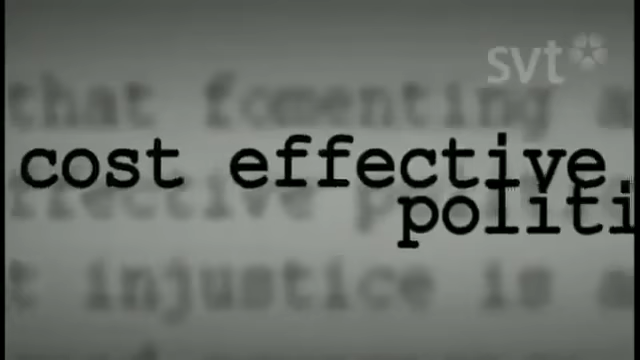 svt
that fomenting a
cost effective
ffective p
politi
t injustice is a